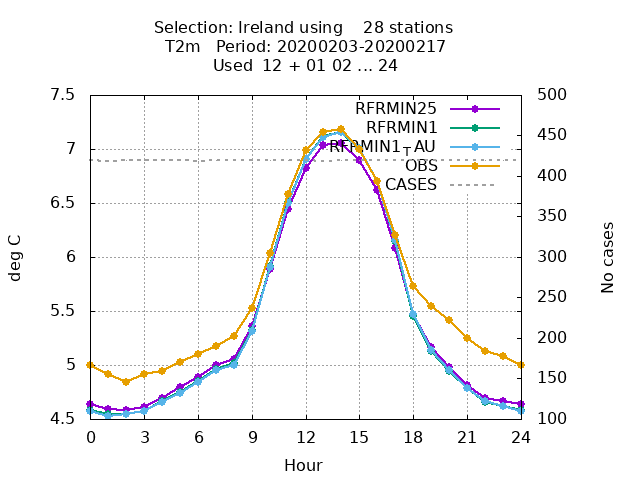 Selection: Ireland using 28 stations
T2m Period: 20200203-20200217
Used 12 + 01 02 ... 24
7.5
7
6.5
6
5.5
5
4.5
500
450
400
350
300
250
200
150
100
RFRMIN25
RFRMIN1
RFRMIN1_AU
OBS
CASES
deg C
No cases
0 3 6 9 12 15 18 21 24
Hour